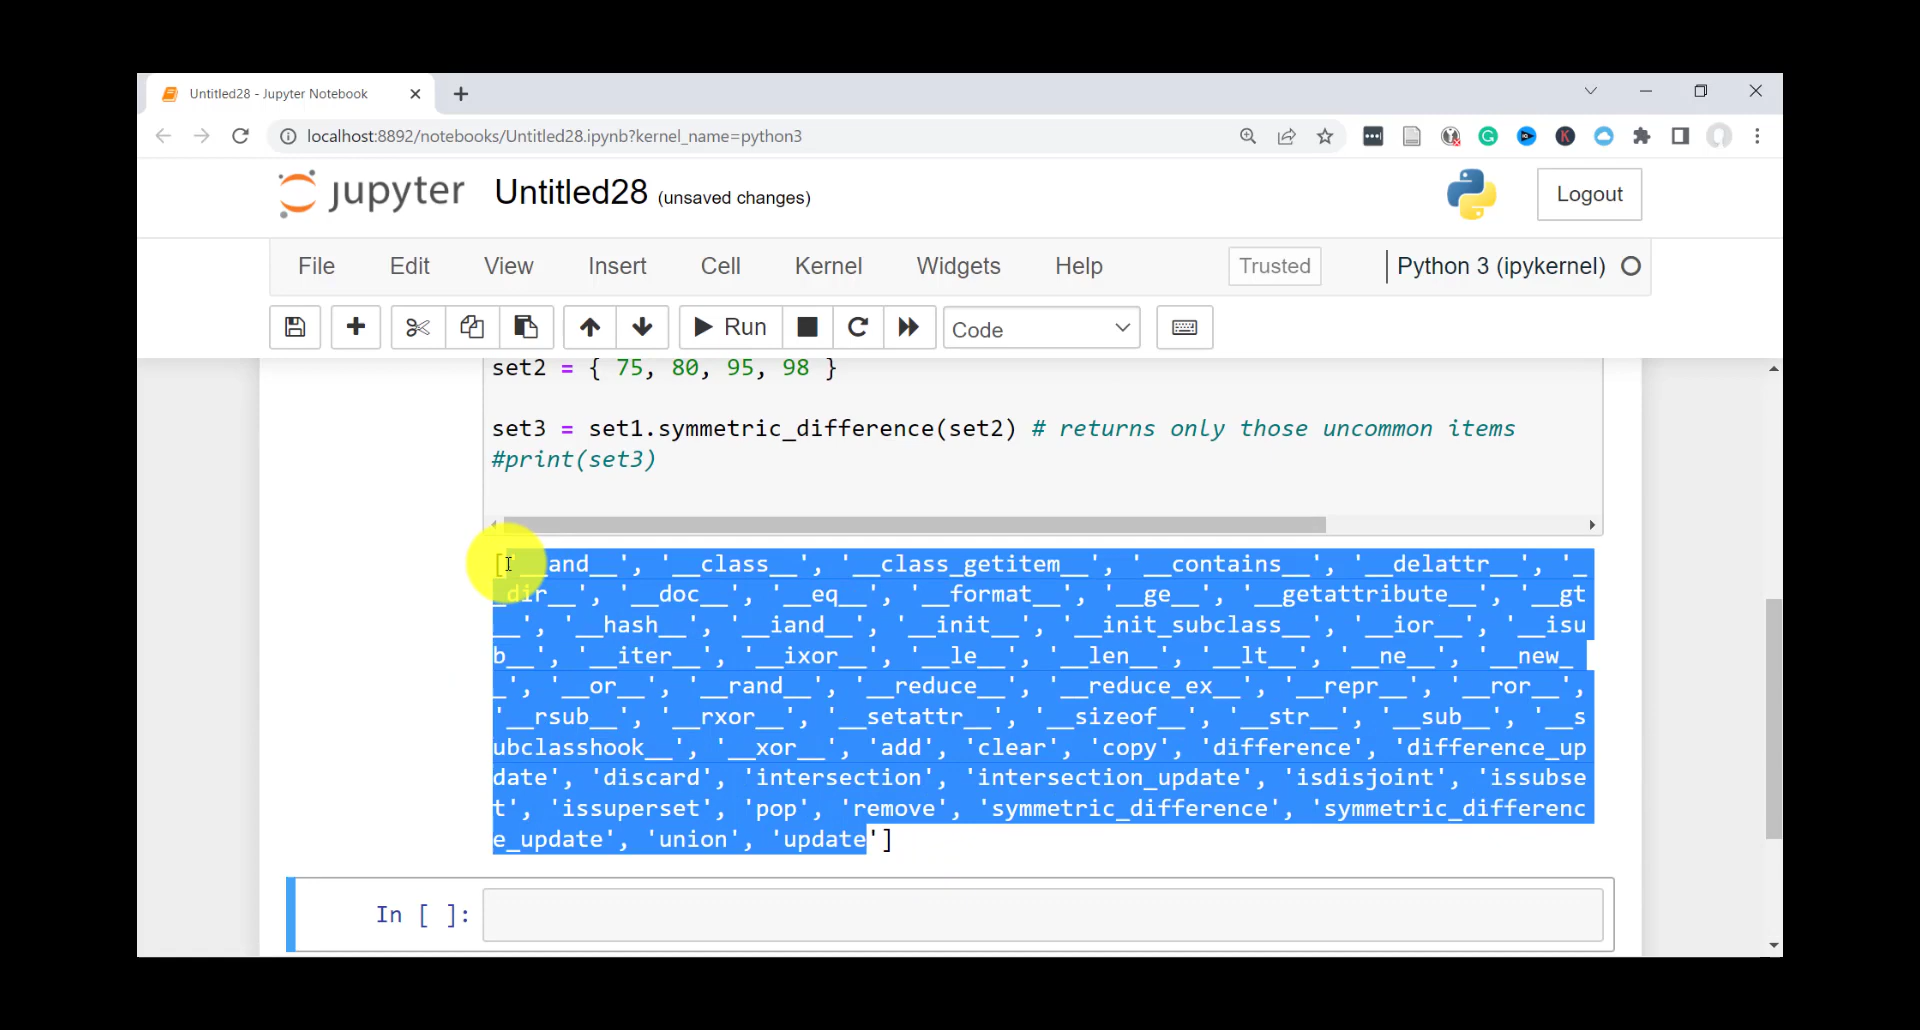 Untitled28 - Jupyter Notebook
localhost:8892/notebooks/Untitled28.ipynb?kernel_name=python3
jupyter Untitled28 (unsaved changes) Logout
File Edit View Insert Cell Kernel Widgets Help Trusted Python 3 (ipykernel)
Run Code
set2 = { 75, 80, 95, 98 }
set3 = set1.symmetric_difference(set2) # returns only those uncommon items
#print(set3)
['__and__', '__class__', '__class_getitem__', '__contains__', '__delattr__', '_
_dir__', '__doc__', '__eq__', '__format__', '__ge__', '__getattribute__', '__gt
__', '__hash__', '__iand__', '__init__', '__init_subclass__', '__ior__', '__isu
b__', '__iter__', '__ixor__', '__le__', '__len__', '__lt__', '__ne__', '__new_
_', '__or__', '__rand__', '__reduce__', '__reduce_ex__', '__repr__', '__ror__',
'__rsub__', '__rxor__', '__setattr__', '__sizeof__', '__str__', '__sub__', '__s
ubclasshook__', '__xor__', 'add', 'clear', 'copy', 'difference', 'difference_up
date', 'discard', 'intersection', 'intersection_update', 'isdisjoint', 'issubse
t', 'issuperset', 'pop', 'remove', 'symmetric_difference', 'symmetric_differenc
e_update', 'union', 'update']
In [ ]: